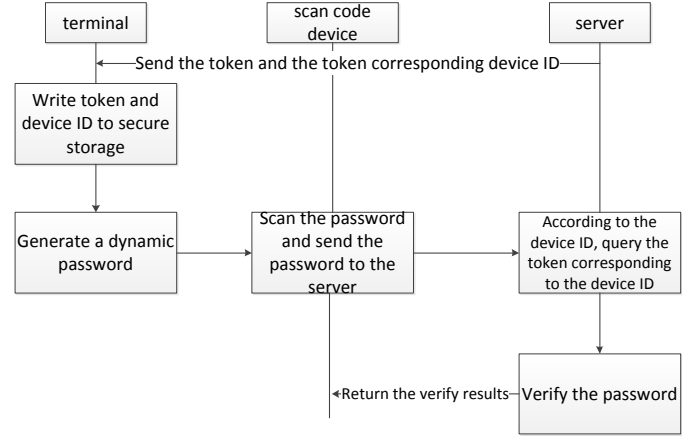 terminal
scan code
device
server
Send the token and the token corresponding device ID
Write token and
device ID to secure
storage
Generate a dynamic
password
Scan the password
and send the
password to the
server
According to the
device ID, query the
token corresponding
to the device ID
Return the verify results
Verify the password